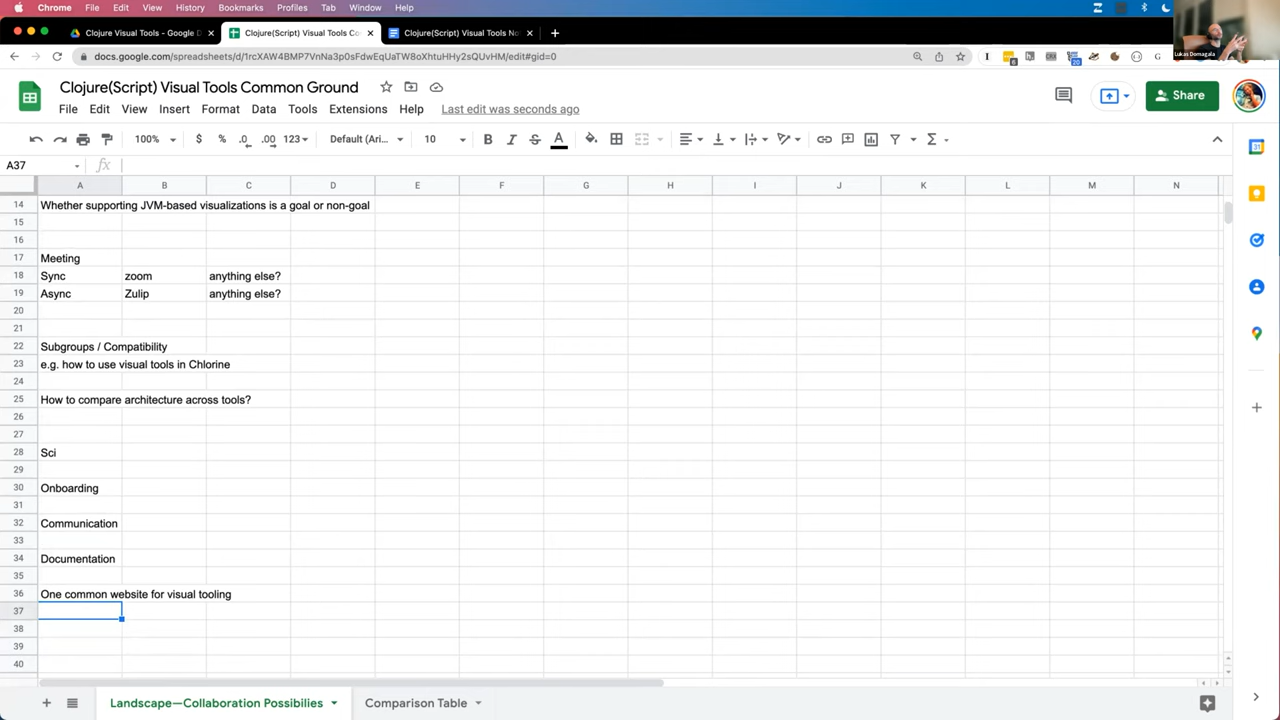 Chrome File Edit View History Bookmarks Profiles Tab Window Help
Clojure Visual Tools - Google D
Clojure(Script) Visual Tools Co
Clojure(Script) Visual Tools No
docs.google.com/spreadsheets/d/1rcXAW4BMP7VnNa3p0sFdwEqUaTW8oXhtuHHy2sQUvHM/edit#gid=0
Lukas Domagala
Clojure(Script) Visual Tools Common Ground
File Edit View Insert Format Data Tools Extensions Help Last edit was seconds ago
Share
100% $ % .0 .00 123 Default (Ari... 10 B I S A
A37
A B C D E F G H I J K L M N
14 Whether supporting JVM-based visualizations is a goal or non-goal
15
16
17 Meeting
18 Sync zoom anything else?
19 Async Zulip anything else?
20
21
22 Subgroups / Compatibility
23 e.g. how to use visual tools in Chlorine
24
25 How to compare architecture across tools?
26
27
28 Sci
29
30 Onboarding
31
32 Communication
33
34 Documentation
35
36 One common website for visual tooling
37
38
39
40
Landscape—Collaboration Possibilies
Comparison Table